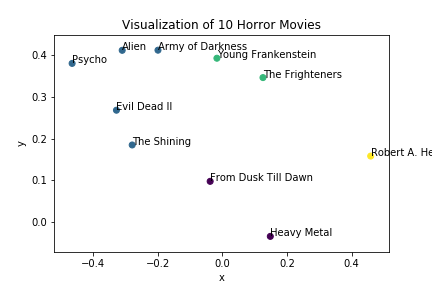 Visualization of 10 Horror Movies
0.4
0.3
0.2
0.1
0.0
y
Psycho
Alien
Army of Darkness
Young Frankenstein
The Frighteners
Evil Dead II
The Shining
Robert A. He
From Dusk Till Dawn
Heavy Metal
−0.4
−0.2
0.0
0.2
0.4
x